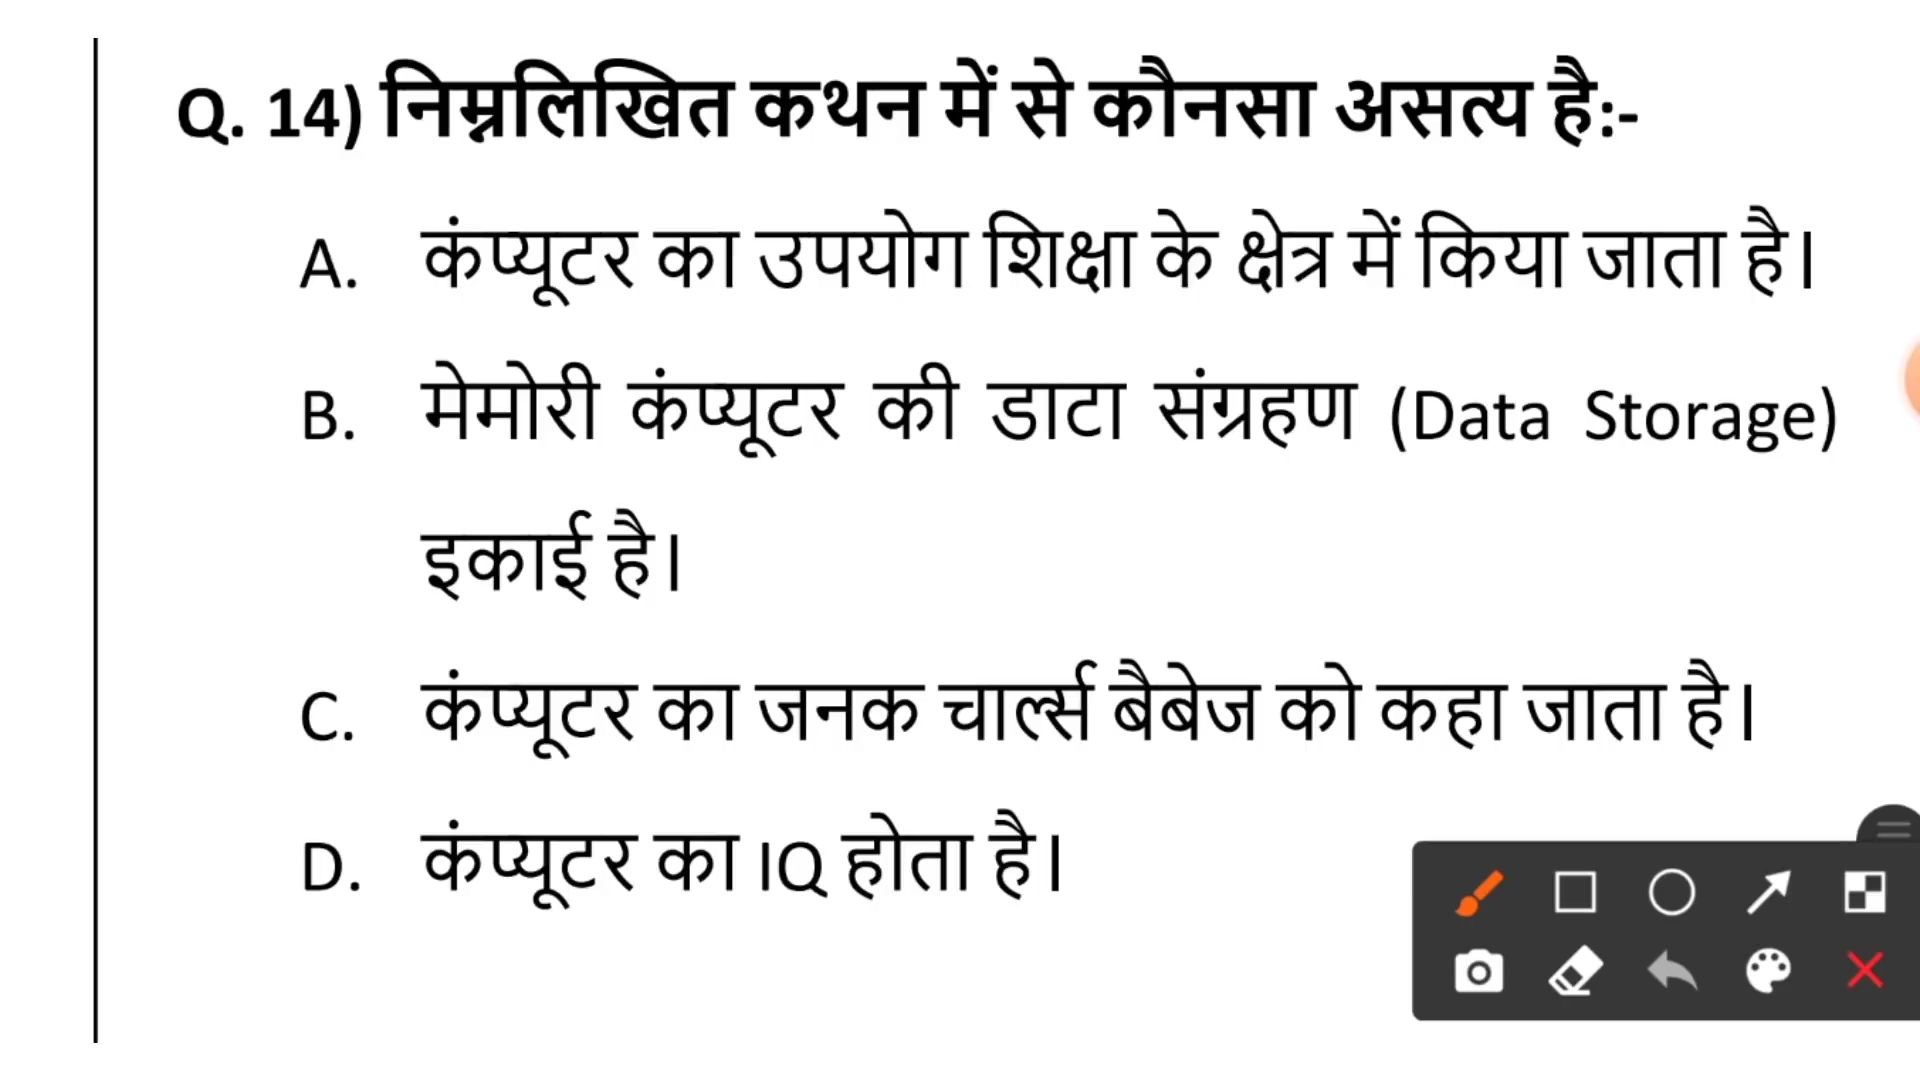 Q. 14) निम्नलिखित कथन में से कौनसा असत्य है:-
A. कंप्यूटर का उपयोग शिक्षा के क्षेत्र में किया जाता है।
B. मेमोरी कंप्यूटर की डाटा संग्रहण (Data Storage)
इकाई है।
C. कंप्यूटर का जनक चार्ल्स बैबेज को कहा जाता है।
D. कंप्यूटर का IQ होता है।